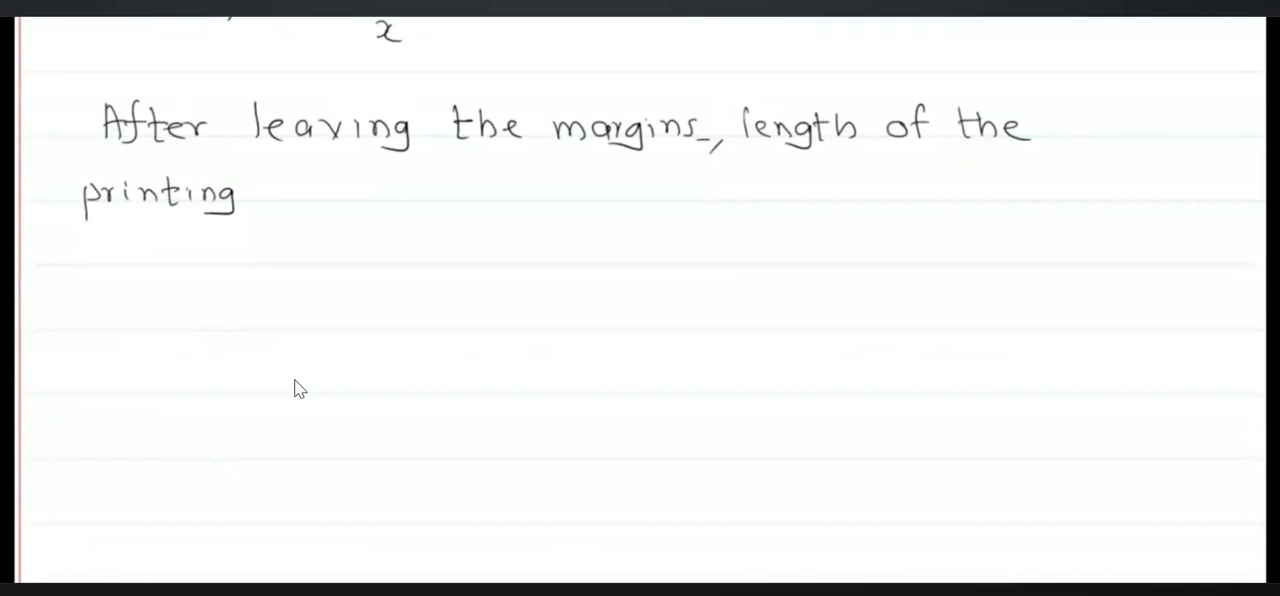 x
After leaving the margins, length of the
printing